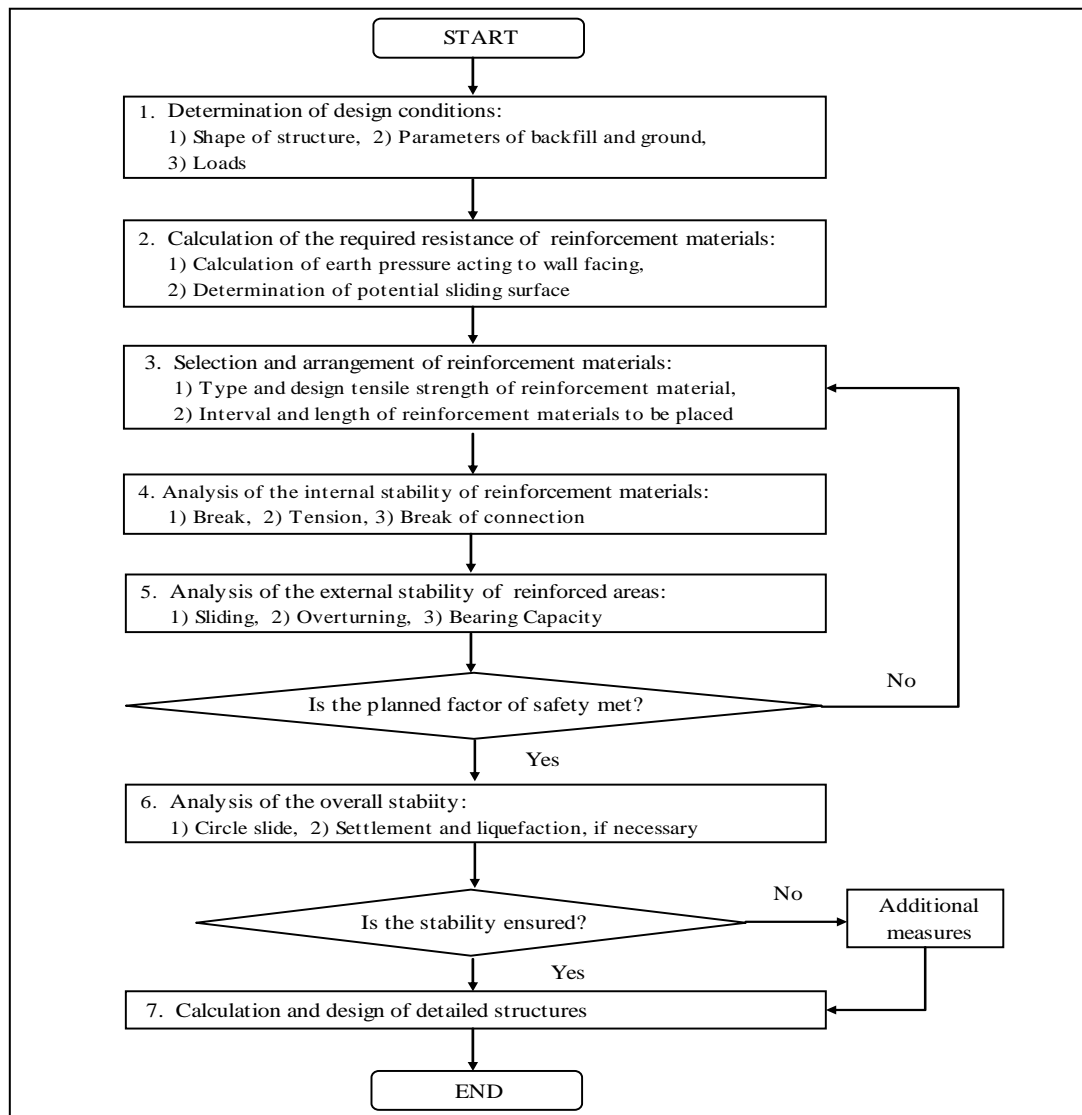 START
1. Determination of design conditions:
1) Shape of structure, 2) Parameters of backfill and ground,
3) Loads
2. Calculation of the required resistance of reinforcement materials:
1) Calculation of earth pressure acting to wall facing,
2) Determination of potential sliding surface
3. Selection and arrangement of reinforcement materials:
1) Type and design tensile strength of reinforcement material,
2) Interval and length of reinforcement materials to be placed
4. Analysis of the internal stability of reinforcement materials:
1) Break, 2) Tension, 3) Break of connection
5. Analysis of the external stability of reinforced areas:
1) Sliding, 2) Overturning, 3) Bearing Capacity
No
Is the planned factor of safety met?
Yes
6. Analysis of the overall stabiity:
1) Circle slide, 2) Settlement and liquefaction, if necessary
No
Is the stability ensured?
Additional
measures
Yes
7. Calculation and design of detailed structures
END